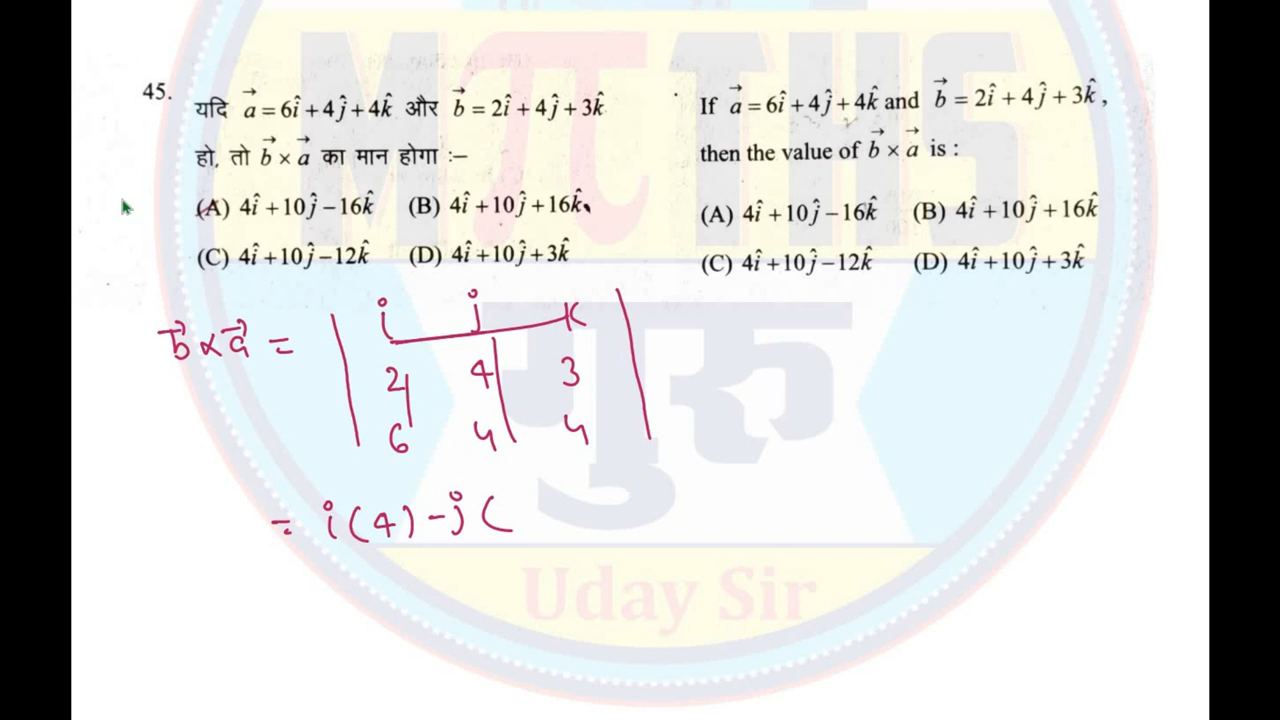 MπTHS
45.
यदि a⃗ = 6î + 4ĵ + 4k̂ और b⃗ = 2î + 4ĵ + 3k̂
हो, तो b⃗ × a⃗ का मान होगा :–
(A) 4î + 10ĵ − 16k̂ (B) 4î + 10ĵ + 16k̂
(C) 4î + 10ĵ − 12k̂ (D) 4î + 10ĵ + 3k̂
If a⃗ = 6î + 4ĵ + 4k̂ and b⃗ = 2î + 4ĵ + 3k̂ ,
then the value of b⃗ × a⃗ is :
(A) 4î + 10ĵ − 16k̂ (B) 4î + 10ĵ + 16k̂
(C) 4î + 10ĵ − 12k̂ (D) 4î + 10ĵ + 3k̂
i j k
b⃗ × a⃗ = | 2 4 3 |
6 4 4
= i(4) − j(
गुरु
Uday Sir